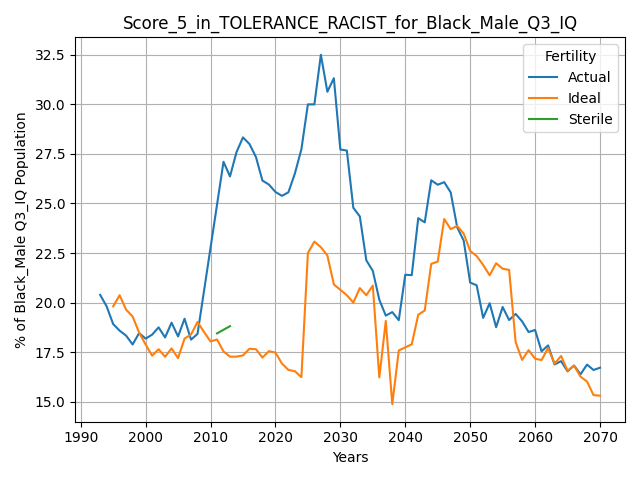 Score_5_in_TOLERANCE_RACIST_for_Black_Male_Q3_IQ
Fertility
Actual
Ideal
Sterile
% of Black_Male Q3_IQ Population
32.5
30.0
27.5
25.0
22.5
20.0
17.5
15.0
1990
2000
2010
2020
2030
2040
2050
2060
2070
Years